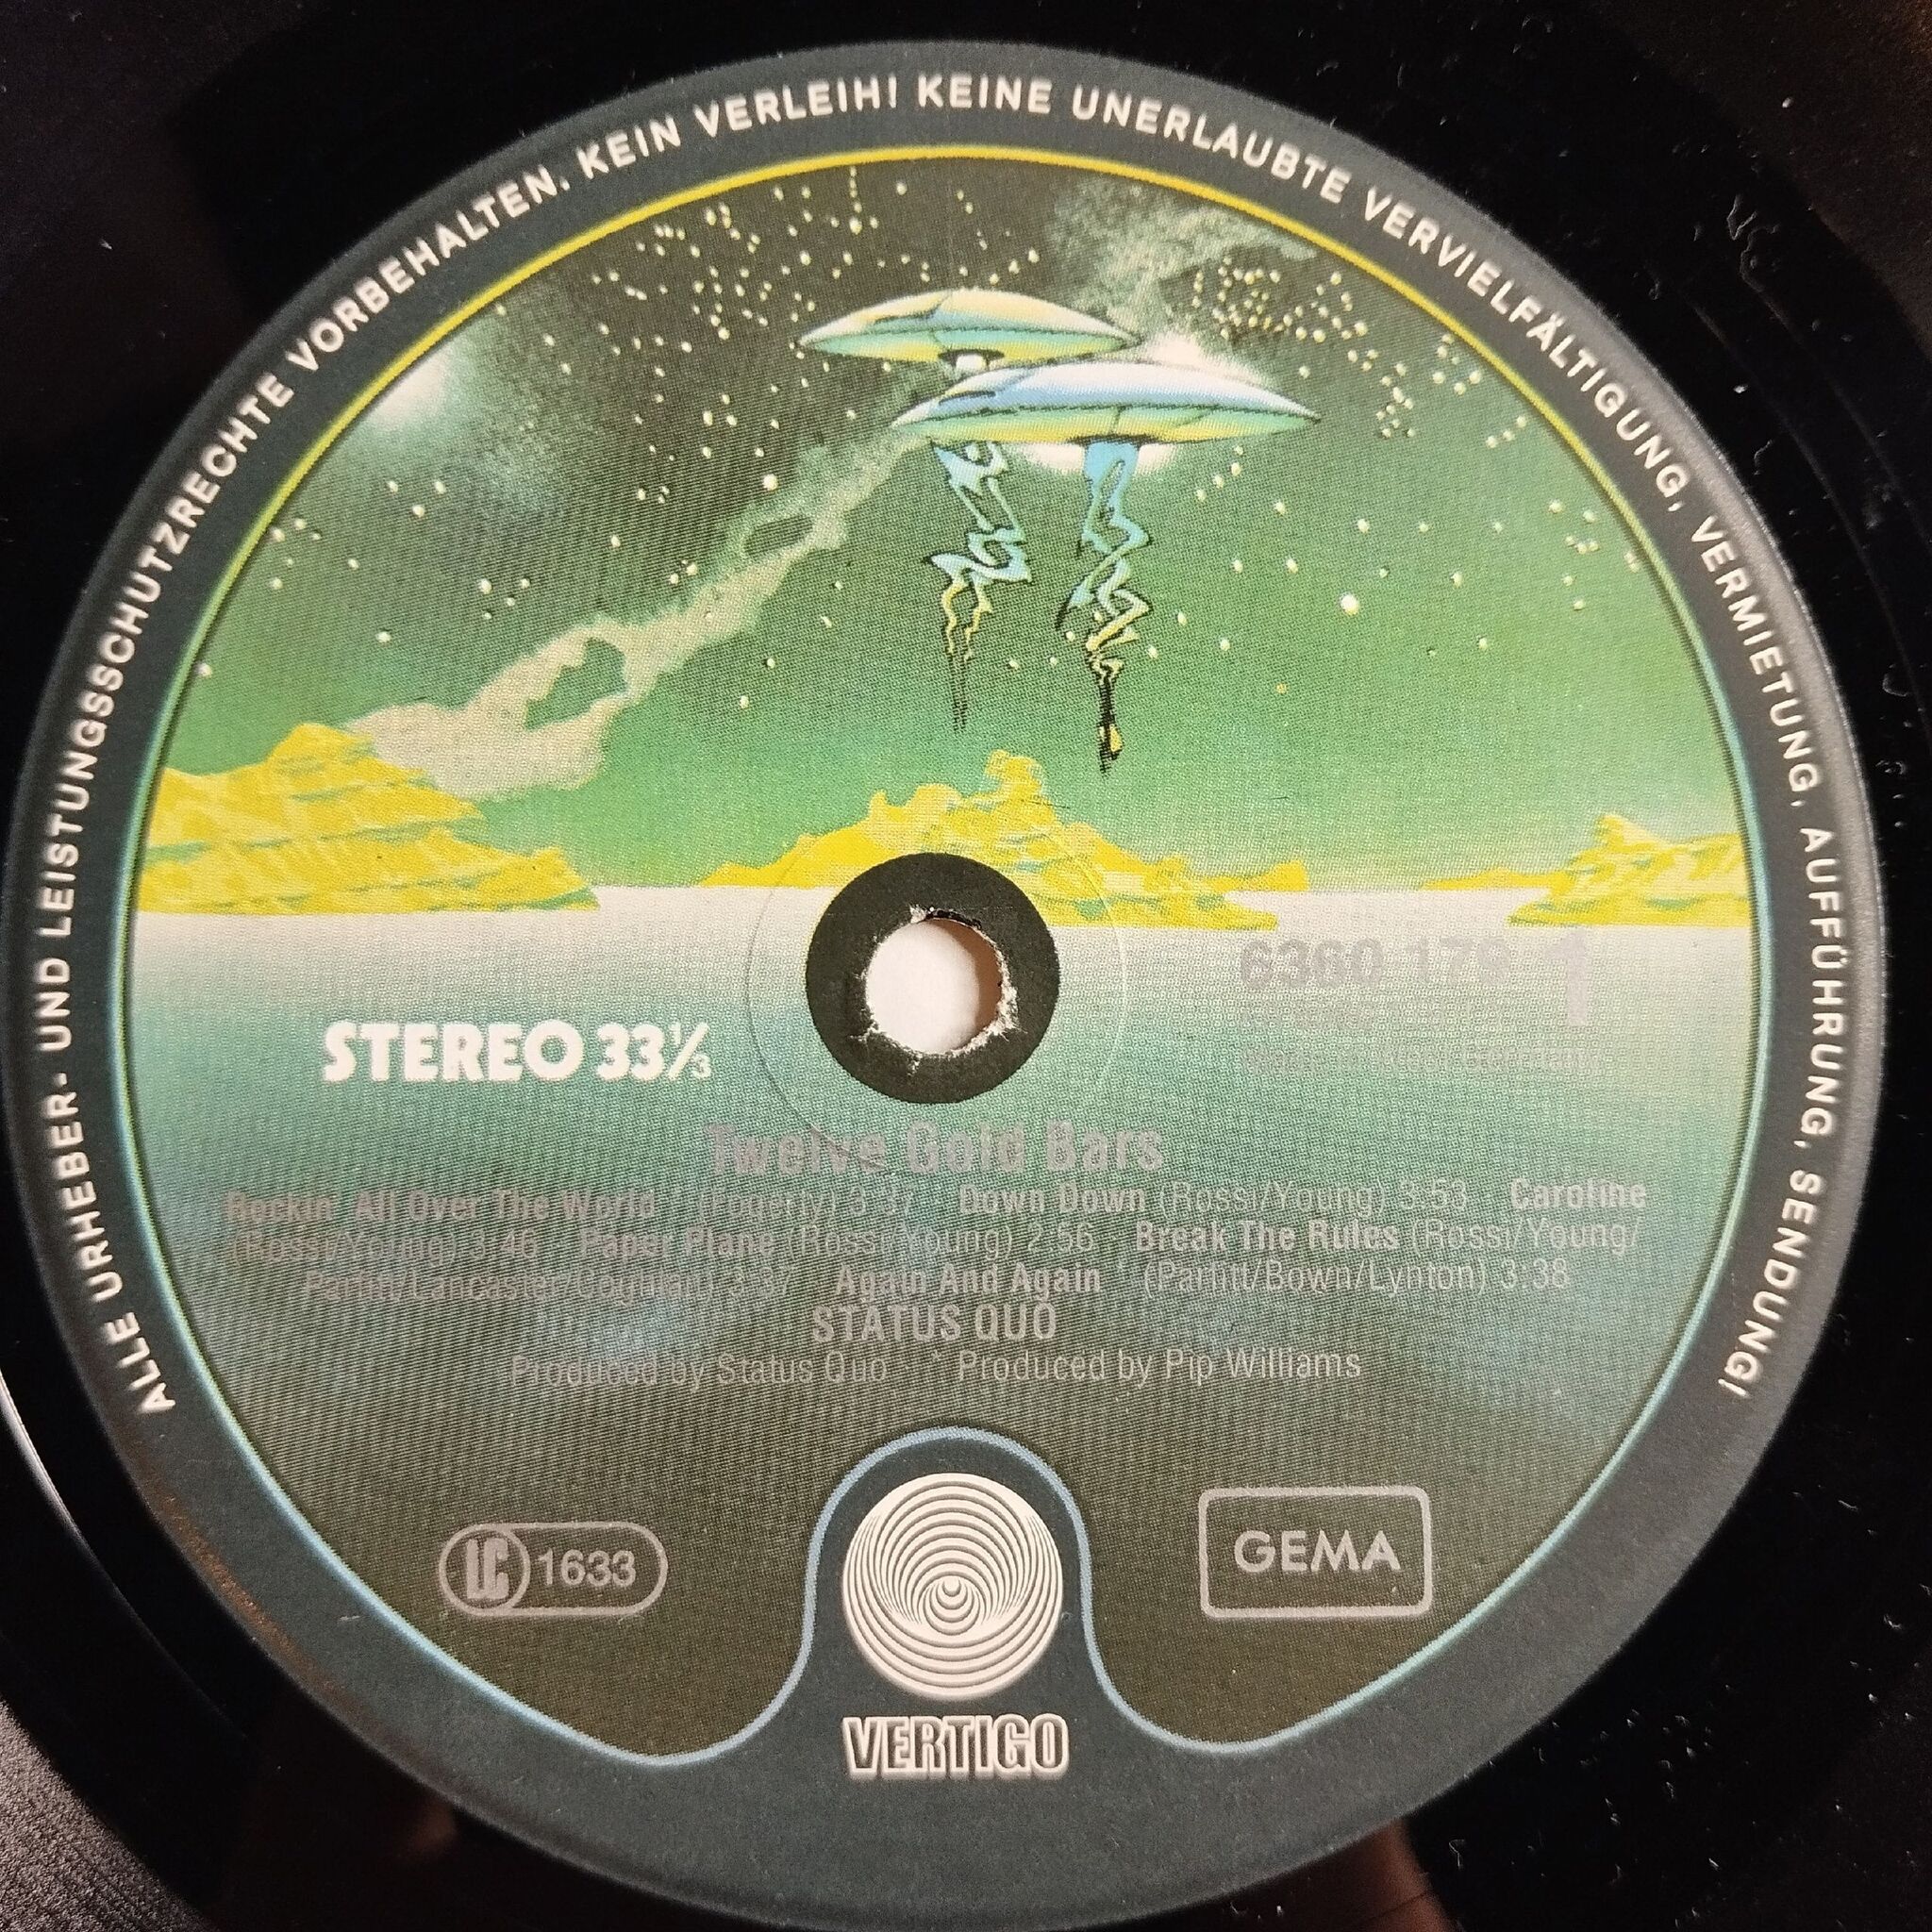 ALLE URHEBER- UND LEISTUNGSSCHUTZRECHTE VORBEHALTEN. KEIN VERLEIH! KEINE UNERLAUBTE VERVIELFÄLTIGUNG, VERMIETUNG, AUFFÜHRUNG, SENDUNG!
6360 179 1
STEREO 33⅓
Germany
Twelve Gold Bars
Rockin' All Over The World * (Fogerty) 3:37 Down Down (Rossi/Young) 3:53 Caroline
(Rossi/Young) 3:46 Paper Plane (Rossi/Young) 2:56 Break The Rules (Rossi/Young/
Parfitt/Lancaster/Coghlan) 3:37 Again And Again * (Parfitt/Bown/Lynton) 3:38
STATUS QUO
Produced by Status Quo * Produced by Pip Williams
LC 1633
GEMA
VERTIGO